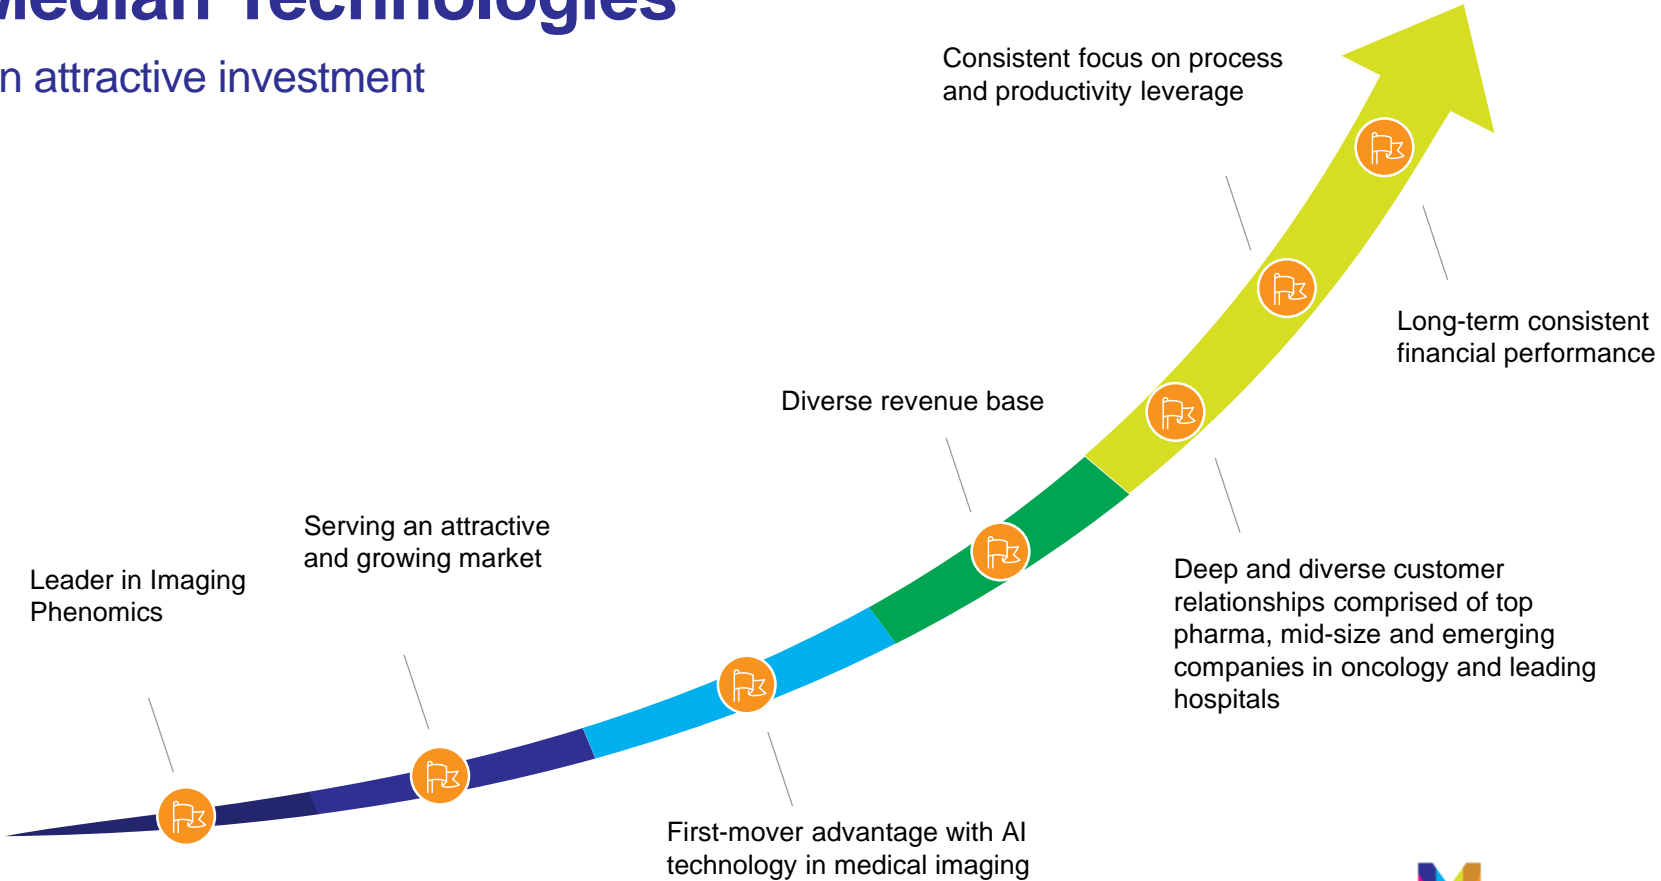 Median Technologies
n attractive investment
Consistent focus on process
and productivity leverage
Long-term consistent
financial performance
Diverse revenue base
Serving an attractive
and growing market
Leader in Imaging
Phenomics
Deep and diverse customer
relationships comprised of top
pharma, mid-size and emerging
companies in oncology and leading
hospitals
First-mover advantage with AI
technology in medical imaging